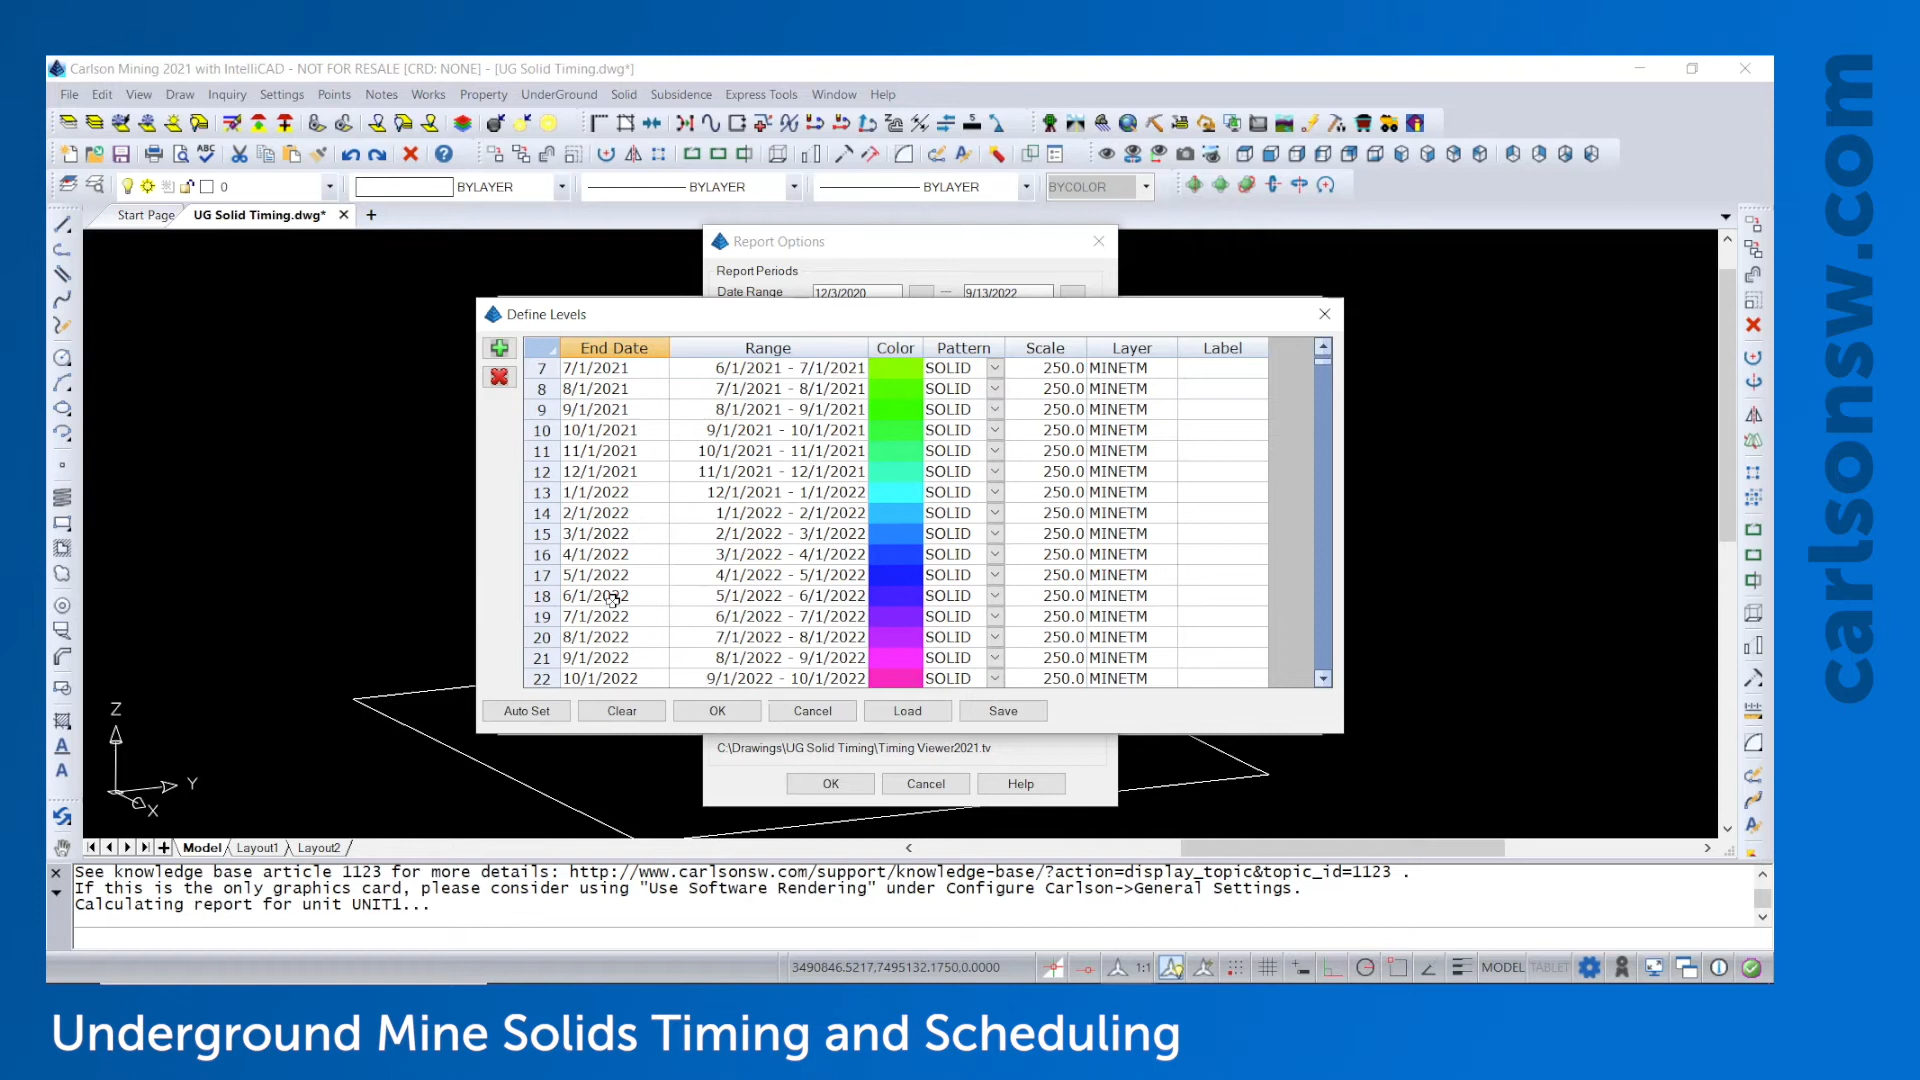 Carlson Mining 2021 with IntelliCAD - NOT FOR RESALE [CRD: NONE] - [UG Solid Timing.dwg*]
File Edit View Draw Inquiry Settings Points Notes Works Property UnderGround Solid Subsidence Express Tools Window Help
0 BYLAYER BYLAYER BYLAYER BYCOLOR
Start Page UG Solid Timing.dwg*
Report Options
Report Periods
Date Range 12/3/2020 — 9/13/2022
Define Levels
End Date Range Color Pattern Scale Layer Label
7 7/1/2021 6/1/2021 - 7/1/2021 SOLID 250.0 MINETM
8 8/1/2021 7/1/2021 - 8/1/2021 SOLID 250.0 MINETM
9 9/1/2021 8/1/2021 - 9/1/2021 SOLID 250.0 MINETM
10 10/1/2021 9/1/2021 - 10/1/2021 SOLID 250.0 MINETM
11 11/1/2021 10/1/2021 - 11/1/2021 SOLID 250.0 MINETM
12 12/1/2021 11/1/2021 - 12/1/2021 SOLID 250.0 MINETM
13 1/1/2022 12/1/2021 - 1/1/2022 SOLID 250.0 MINETM
14 2/1/2022 1/1/2022 - 2/1/2022 SOLID 250.0 MINETM
15 3/1/2022 2/1/2022 - 3/1/2022 SOLID 250.0 MINETM
16 4/1/2022 3/1/2022 - 4/1/2022 SOLID 250.0 MINETM
17 5/1/2022 4/1/2022 - 5/1/2022 SOLID 250.0 MINETM
18 6/1/2022 5/1/2022 - 6/1/2022 SOLID 250.0 MINETM
19 7/1/2022 6/1/2022 - 7/1/2022 SOLID 250.0 MINETM
20 8/1/2022 7/1/2022 - 8/1/2022 SOLID 250.0 MINETM
21 9/1/2022 8/1/2022 - 9/1/2022 SOLID 250.0 MINETM
22 10/1/2022 9/1/2022 - 10/1/2022 SOLID 250.0 MINETM
Auto Set Clear OK Cancel Load Save
C:\Drawings\UG Solid Timing\Timing Viewer2021.tv
OK Cancel Help
Z
Y
X
Model Layout1 Layout2
See knowledge base article 1123 for more details: http://www.carlsonsw.com/support/knowledge-base/?action=display_topic&topic_id=1123 .
If this is the only graphics card, please consider using "Use Software Rendering" under Configure Carlson->General Settings.
Calculating report for unit UNIT1...
3490846.5217,7495132.1750,0.0000 1:1 MODEL TABLET
Underground Mine Solids Timing and Scheduling
carlsonsw.com